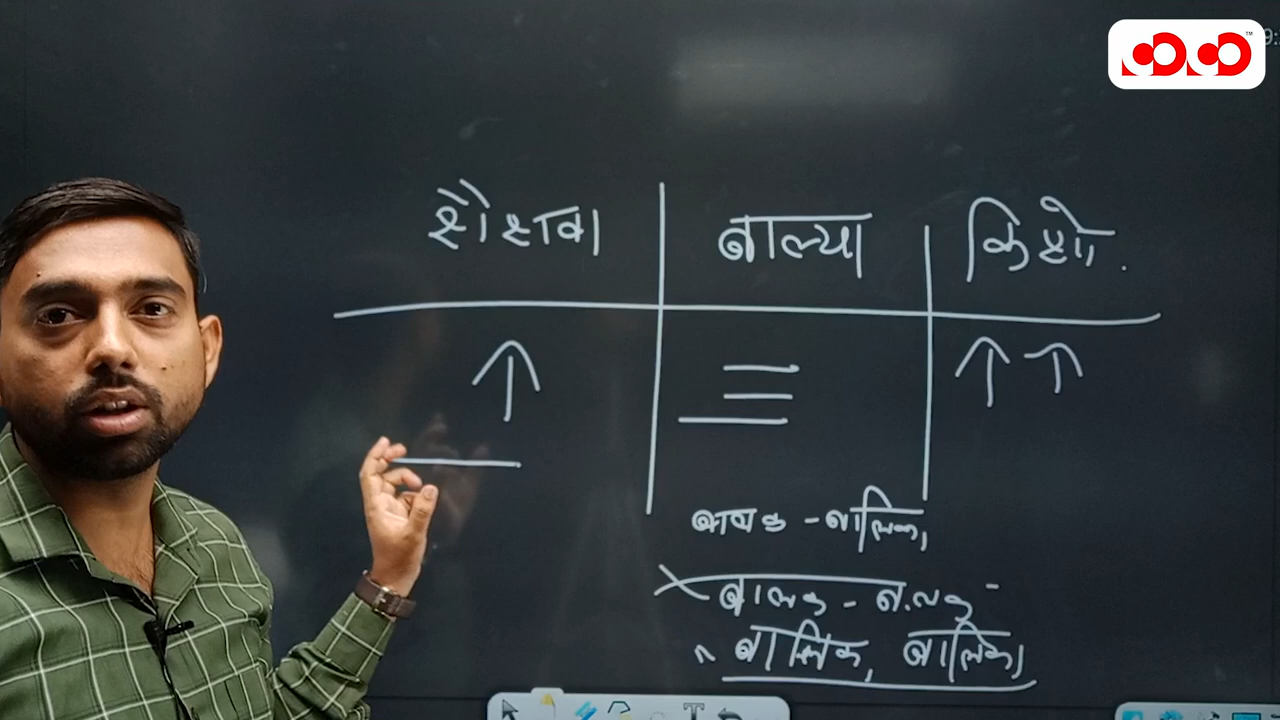 शैशवा बाल्या किशो.
बालक - बालिका
बालक - बालक
बालिका, बालिका